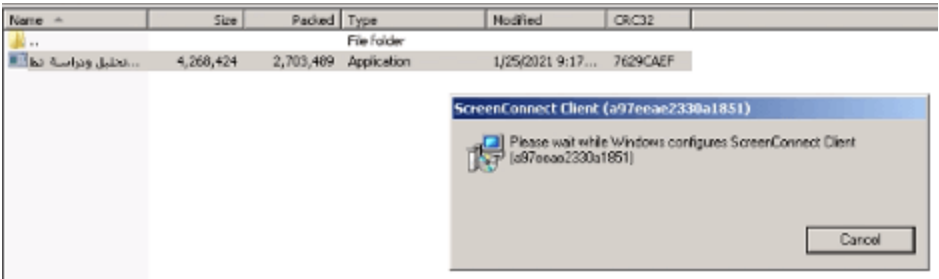 Name Size Packed Type Modified CRC32
.. File folder
تحليل ودراسة تط... 4,268,424 2,703,489 Application 1/25/2021 9:17... 7629CAEF
ScreenConnect Client (a97eeae2330a1851)
Please wait while Windows configures ScreenConnect Client
(a97eeae2330a1851)
Cancel